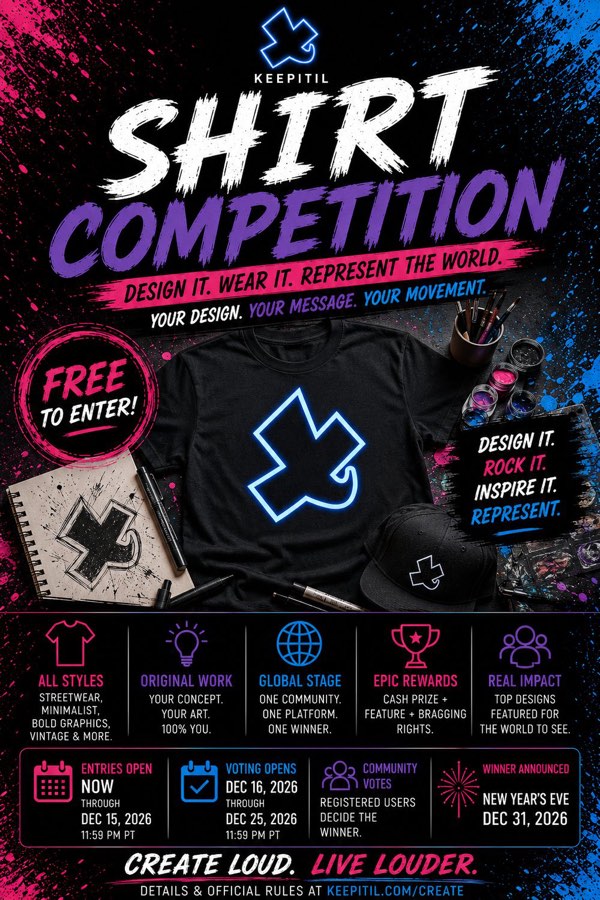 KEEPITIL
SHIRT
COMPETITION
DESIGN IT. WEAR IT. REPRESENT THE WORLD.
YOUR DESIGN. YOUR MESSAGE. YOUR MOVEMENT.
FREE
TO ENTER!
DESIGN IT.
ROCK IT.
INSPIRE IT.
REPRESENT.
ALL STYLES
STREETWEAR,
MINIMALIST,
BOLD GRAPHICS,
VINTAGE & MORE.
ORIGINAL WORK
YOUR CONCEPT.
YOUR ART.
100% YOU.
GLOBAL STAGE
ONE COMMUNITY.
ONE PLATFORM.
ONE WINNER.
EPIC REWARDS
CASH PRIZE +
FEATURE + BRAGGING
RIGHTS.
REAL IMPACT
TOP DESIGNS
FEATURED FOR
THE WORLD TO SEE.
ENTRIES OPEN
NOW
THROUGH
DEC 15, 2026
11:59 PM PT
VOTING OPENS
DEC 16, 2026
THROUGH
DEC 25, 2026
11:59 PM PT
COMMUNITY
VOTES
REGISTERED USERS
DECIDE THE
WINNER.
WINNER ANNOUNCED
NEW YEAR'S EVE
DEC 31, 2026
CREATE LOUD. LIVE LOUDER.
DETAILS & OFFICIAL RULES AT KEEPITIL.COM/CREATE